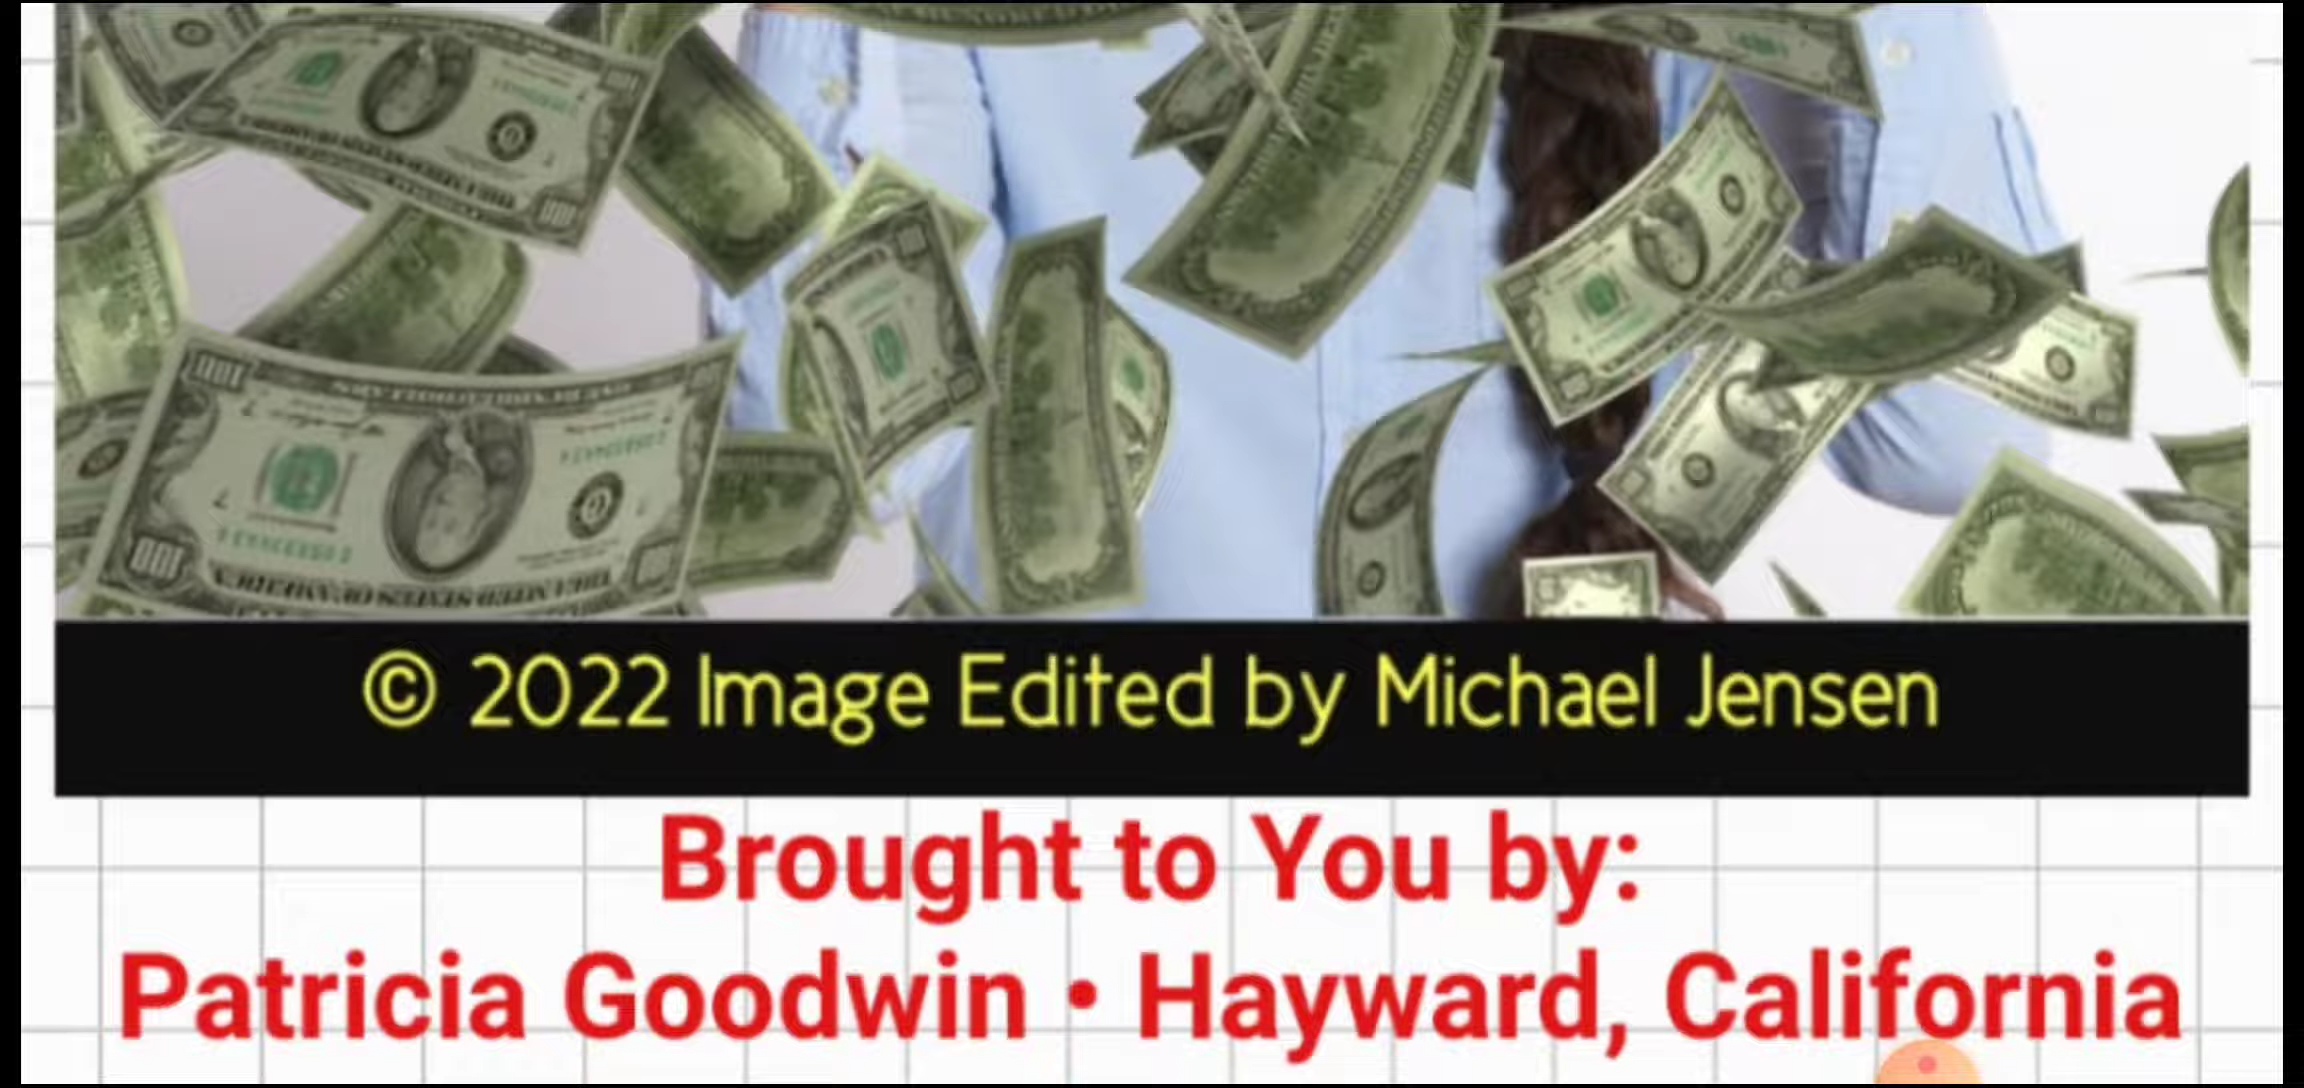 © 2022 Image Edited by Michael Jensen
Brought to You by:
Patricia Goodwin • Hayward, California